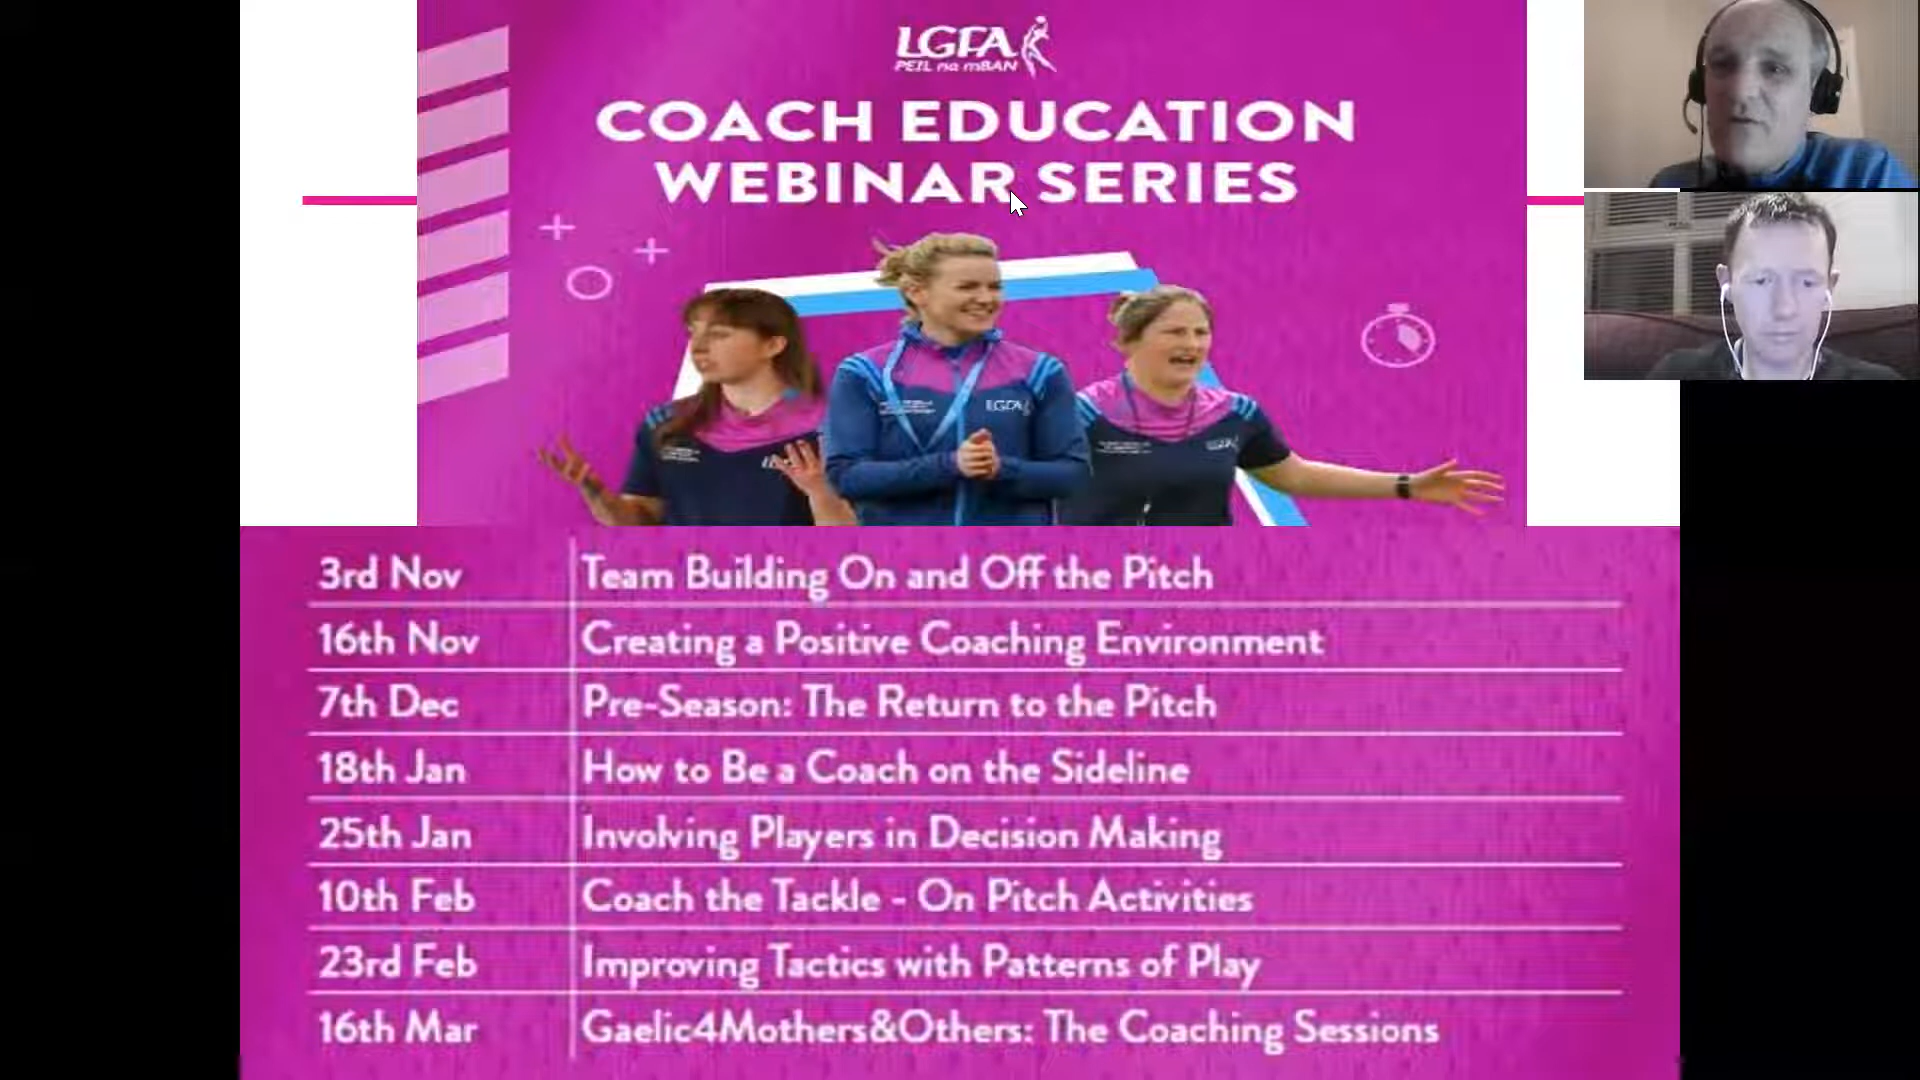 LGFA
PEIL na mBAN
COACH EDUCATION
WEBINAR SERIES
LGFA
3rd Nov Team Building On and Off the Pitch
16th Nov Creating a Positive Coaching Environment
7th Dec Pre-Season: The Return to the Pitch
18th Jan How to Be a Coach on the Sideline
25th Jan Involving Players in Decision Making
10th Feb Coach the Tackle - On Pitch Activities
23rd Feb Improving Tactics with Patterns of Play
16th Mar Gaelic4Mothers&Others: The Coaching Sessions